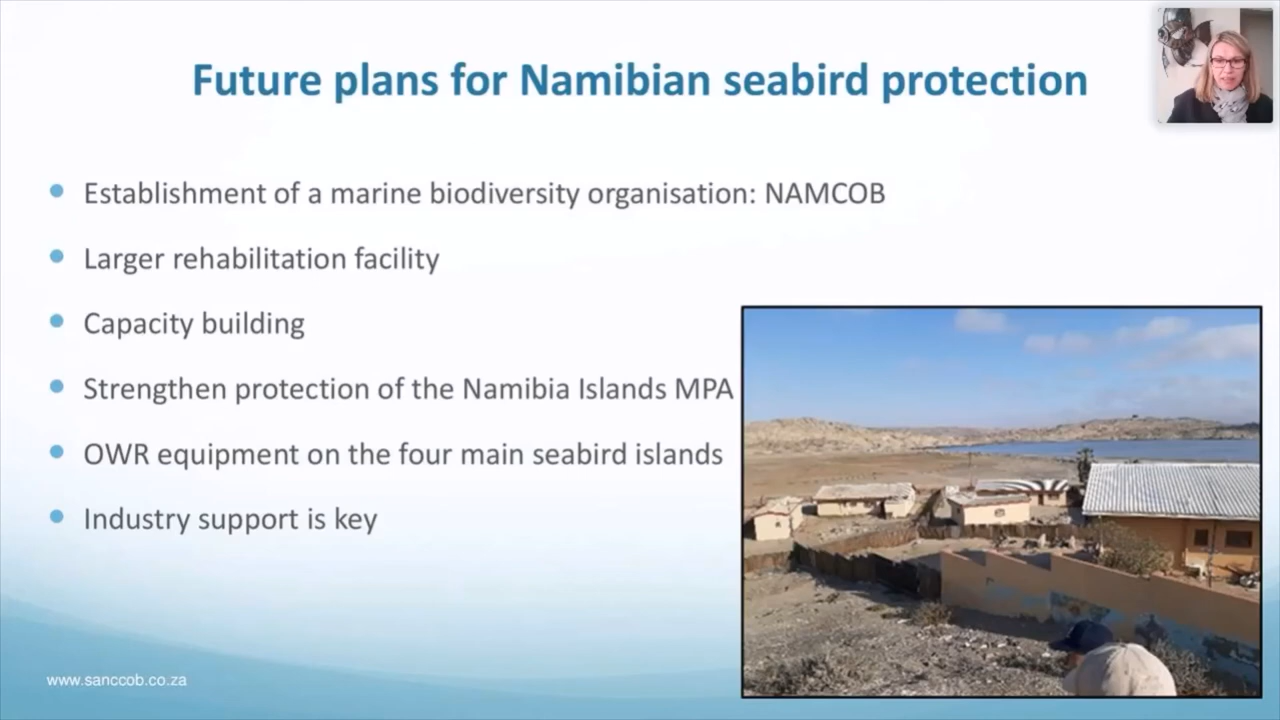 Future plans for Namibian seabird protection
Establishment of a marine biodiversity organisation: NAMCOB
Larger rehabilitation facility
Capacity building
Strengthen protection of the Namibia Islands MPA
OWR equipment on the four main seabird islands
Industry support is key
www.sanccob.co.za